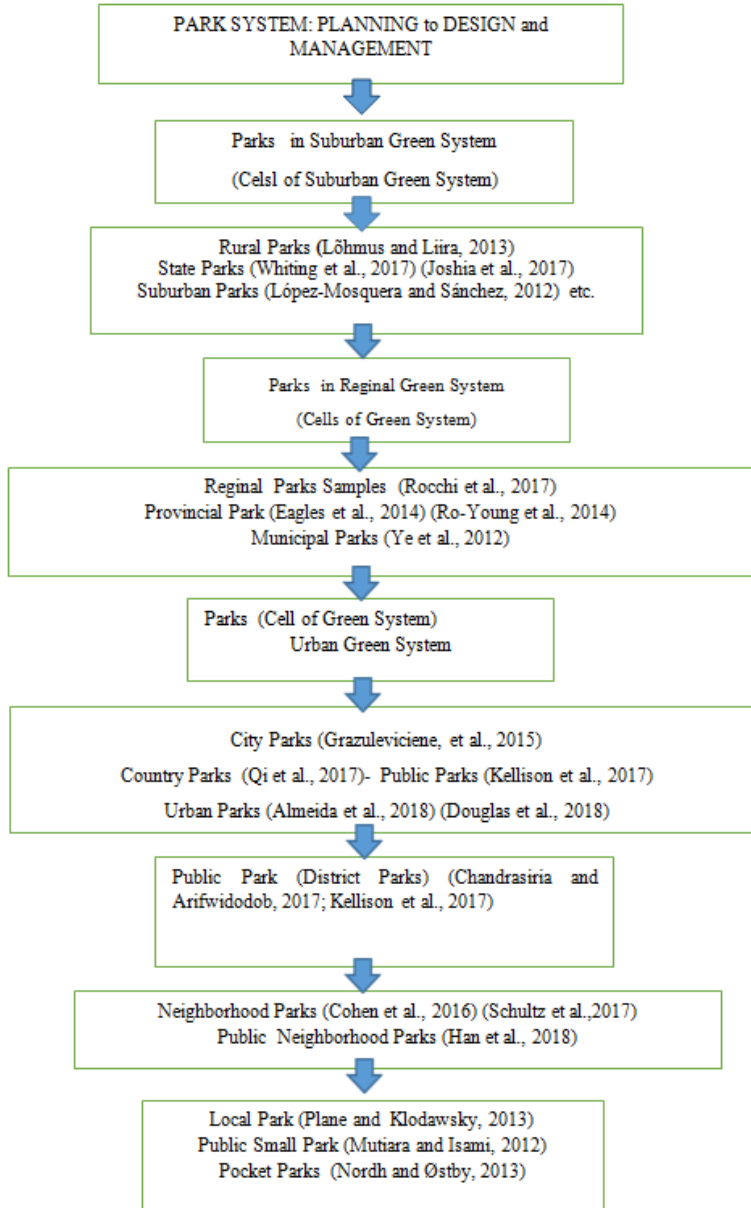 PARK SYSTEM: PLANNING to DESIGN and
MANAGEMENT
Parks in Suburban Green System
(Celsl of Suburban Green System)
Rural Parks (Lõhmus and Liira, 2013)
State Parks (Whiting et al., 2017) (Joshia et al., 2017)
Suburban Parks (López-Mosquera and Sánchez, 2012) etc.
Parks in Reginal Green System
(Cells of Green System)
Reginal Parks Samples (Rocchi et al., 2017)
Provincial Park (Eagles et al., 2014) (Ro-Young et al., 2014)
Municipal Parks (Ye et al., 2012)
Parks (Cell of Green System)
Urban Green System
City Parks (Grazuleviciene, et al., 2015)
Country Parks (Qi et al., 2017)- Public Parks (Kellison et al., 2017)
Urban Parks (Almeida et al., 2018) (Douglas et al., 2018)
Public Park (District Parks) (Chandrasiria and
Arifwidodob, 2017; Kellison et al., 2017)
Neighborhood Parks (Cohen et al., 2016) (Schultz et al.,2017)
Public Neighborhood Parks (Han et al., 2018)
Local Park (Plane and Klodawsky, 2013)
Public Small Park (Mutiara and Isami, 2012)
Pocket Parks (Nordh and Østby, 2013)